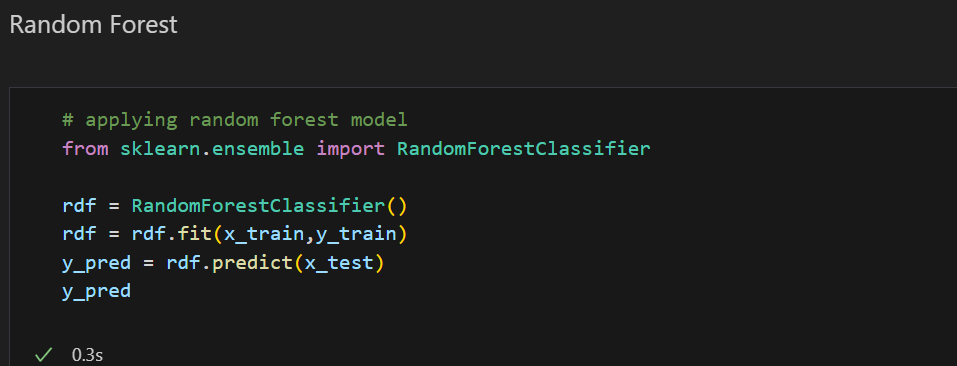 Random Forest
# applying random forest model
from sklearn.ensemble import RandomForestClassifier
rdf = RandomForestClassifier()
rdf = rdf.fit(x_train,y_train)
y_pred = rdf.predict(x_test)
y_pred
0.3s